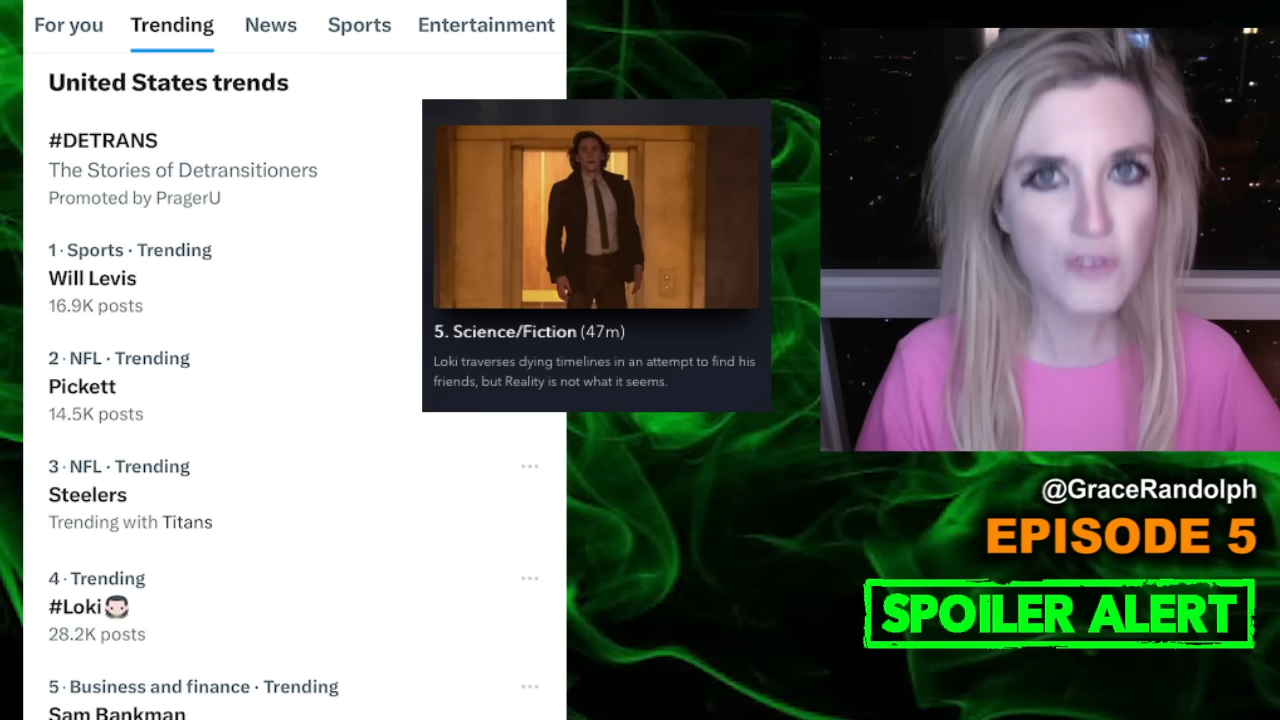 For you Trending News Sports Entertainment
United States trends
#DETRANS
The Stories of Detransitioners
Promoted by PragerU
1 · Sports · Trending
Will Levis
16.9K posts
2 · NFL · Trending
Pickett
14.5K posts
3 · NFL · Trending
Steelers
Trending with Titans
4 · Trending
#Loki
28.2K posts
5 · Business and finance · Trending
Sam Bankman
5. Science/Fiction (47m)
Loki traverses dying timelines in an attempt to find his
friends, but Reality is not what it seems.
@GraceRandolph
EPISODE 5
SPOILER ALERT